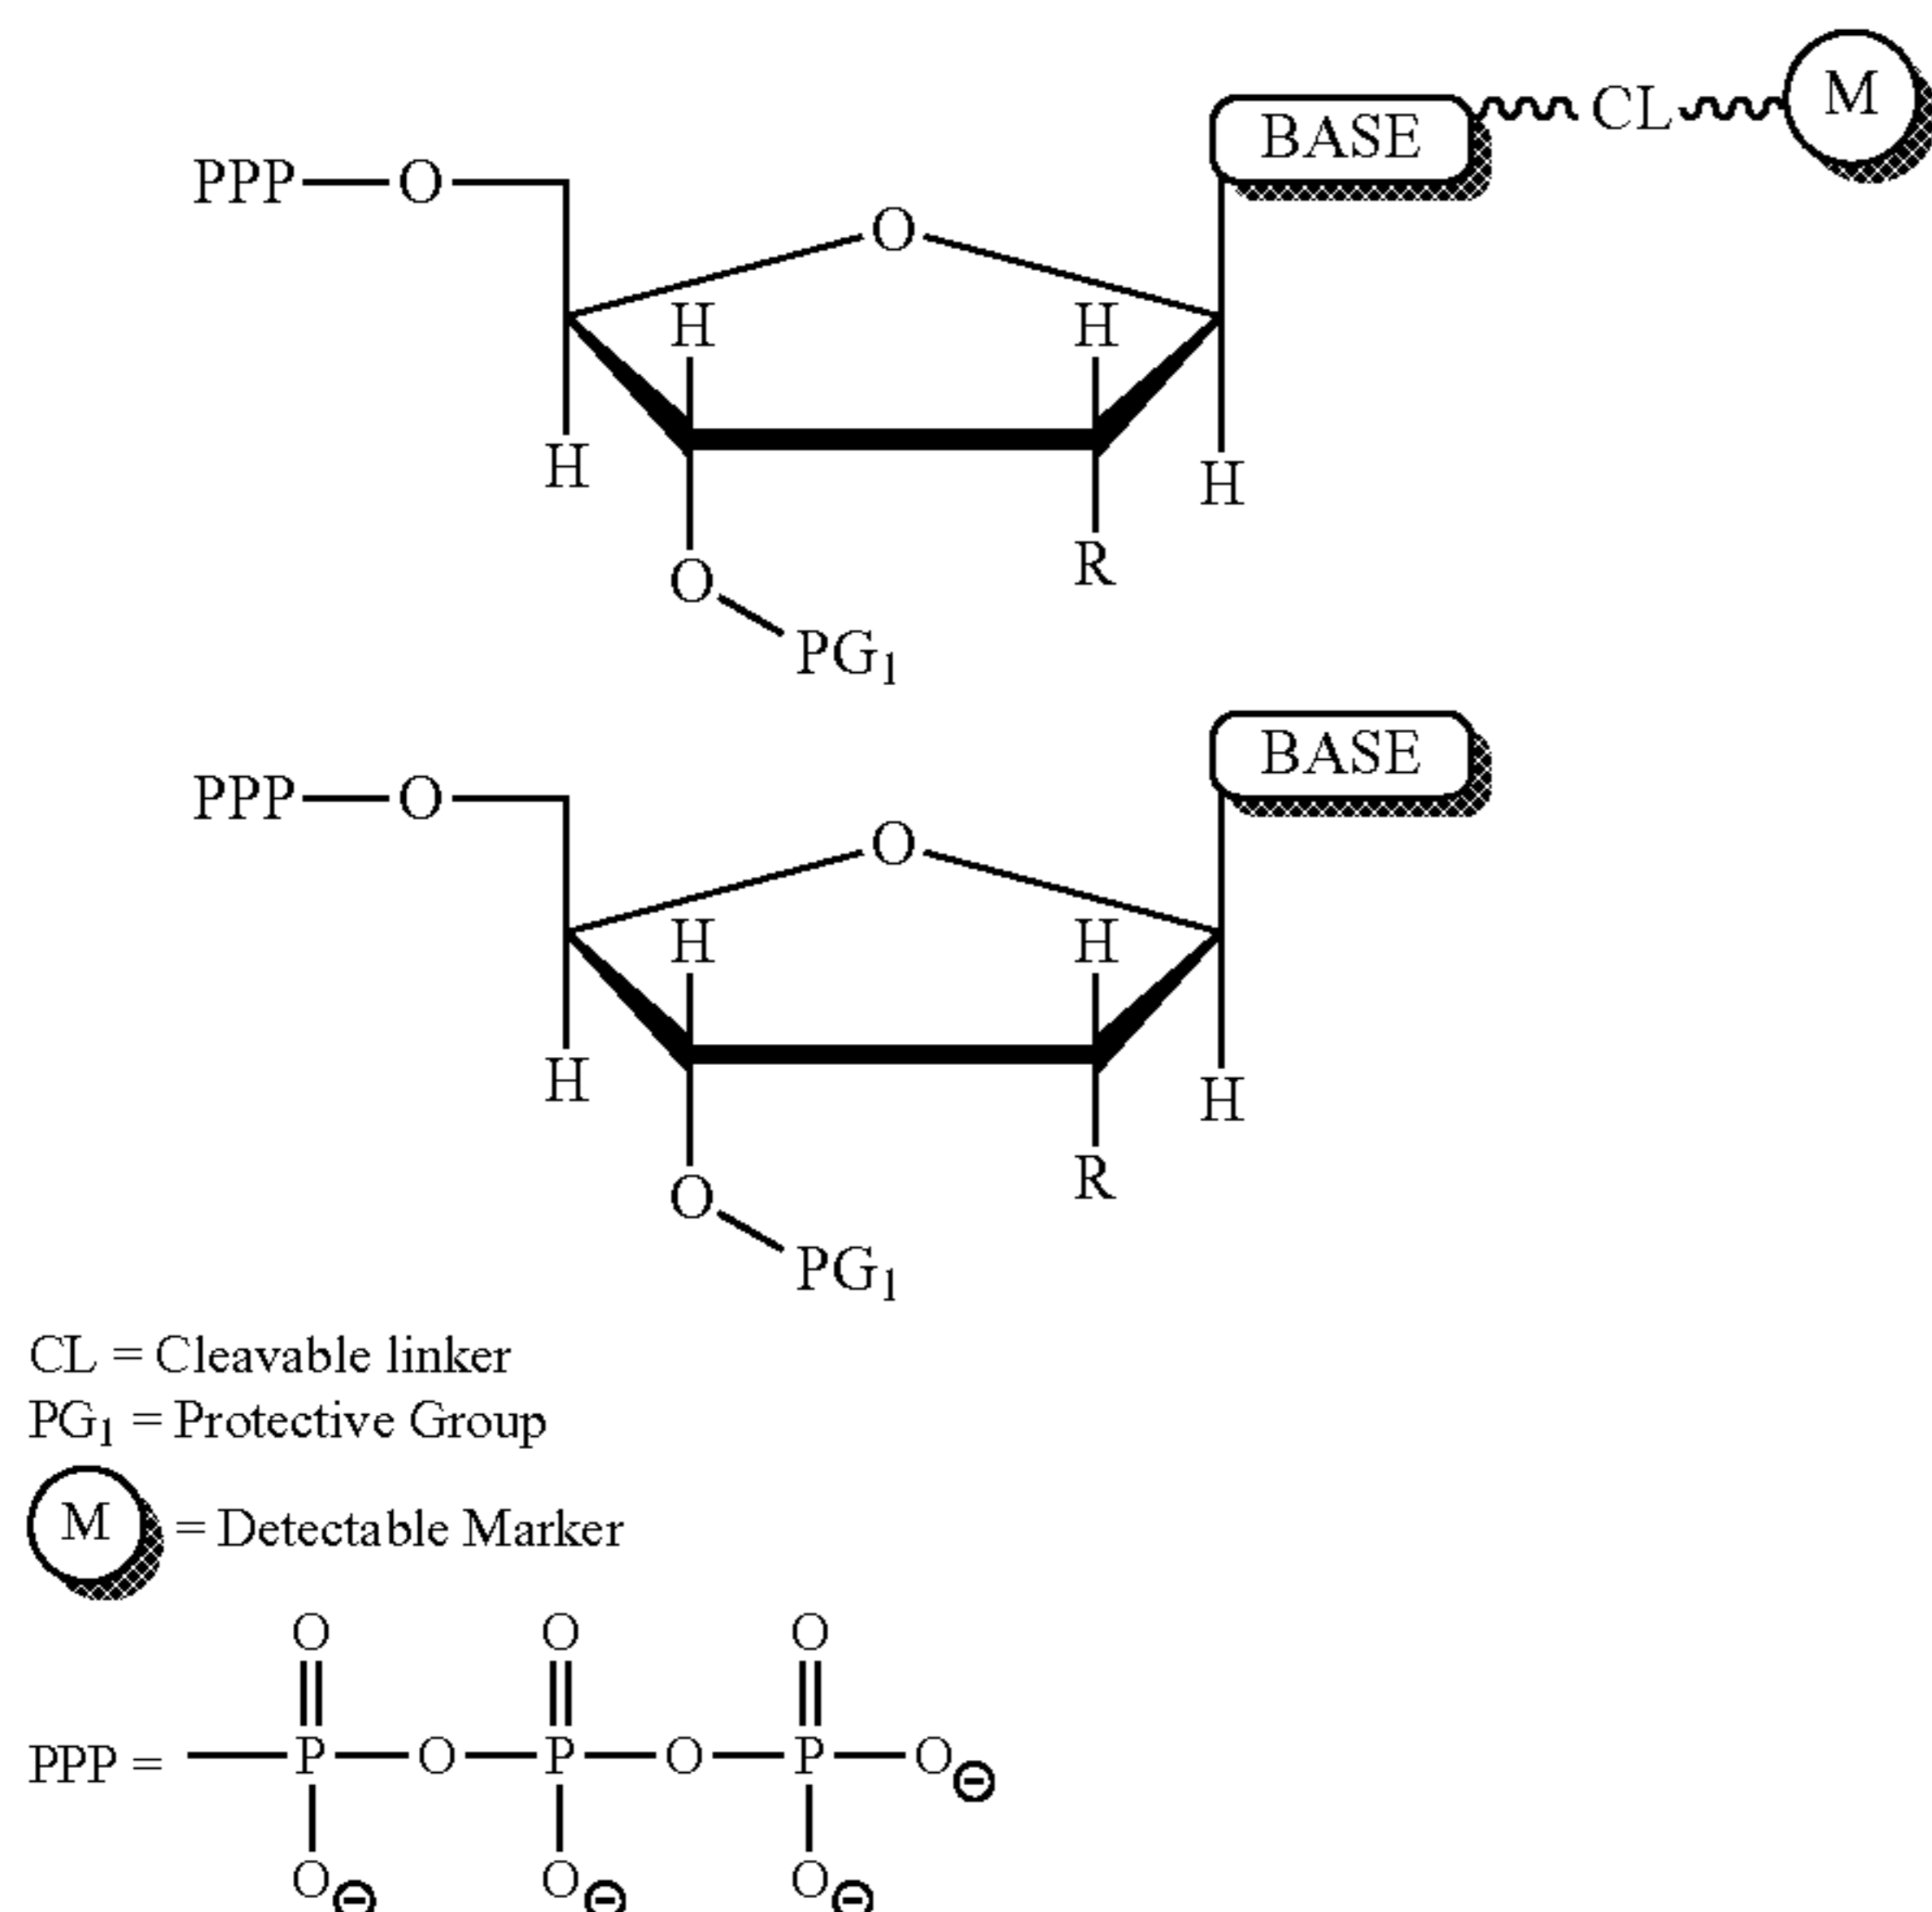 BASE CL M
PPP O
O
H H
H H
O R
PG1
BASE
PPP O
O
H H
H H
O R
PG1
CL = Cleavable linker
PG1 = Protective Group
M = Detectable Marker
O O O
PPP = P O P O P O⊖
O⊖ O⊖ O⊖